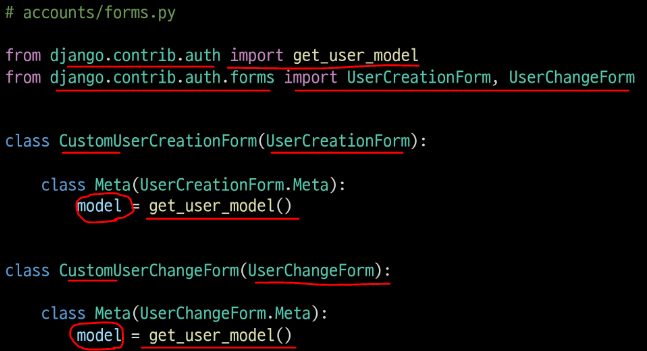 # accounts/forms.py
from django.contrib.auth import get_user_model
from django.contrib.auth.forms import UserCreationForm, UserChangeForm
class CustomUserCreationForm(UserCreationForm):
class Meta(UserCreationForm.Meta):
model = get_user_model()
class CustomUserChangeForm(UserChangeForm):
class Meta(UserChangeForm.Meta):
model = get_user_model()